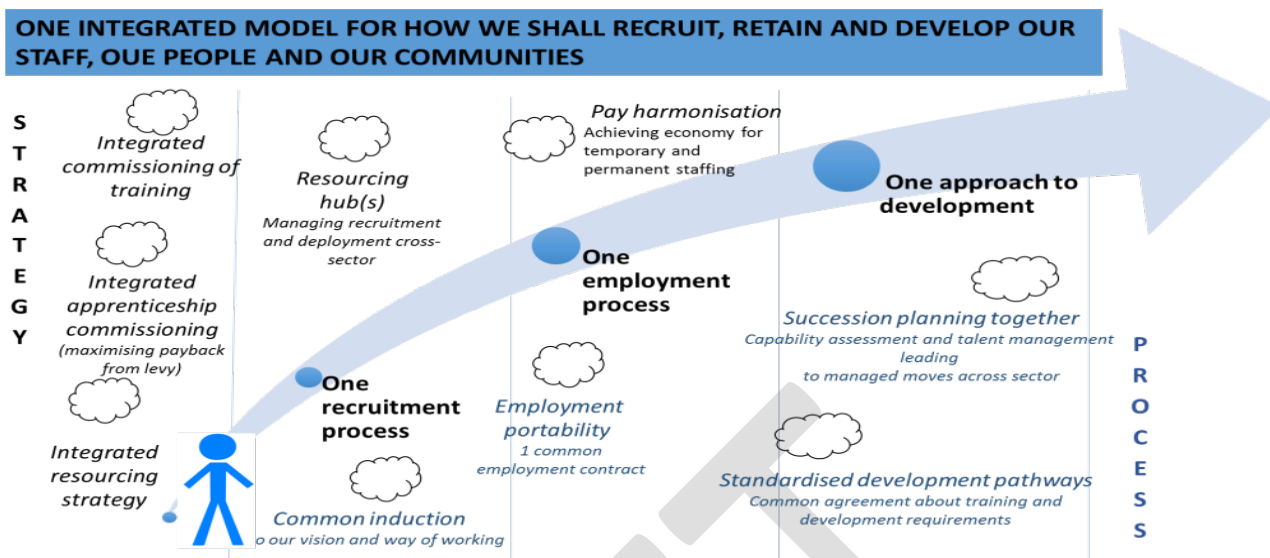 ONE INTEGRATED MODEL FOR HOW WE SHALL RECRUIT, RETAIN AND DEVELOP OUR
STAFF, OUE PEOPLE AND OUR COMMUNITIES
STRATEGY
Integrated
commissioning of
training
Integrated
apprenticeship
commissioning
(maximising payback
from levy)
Integrated
resourcing
strategy
Resourcing
hub(s)
Managing recruitment
and deployment cross-
sector
One
recruitment
process
Common induction
o our vision and way of working
Pay harmonisation
Achieving economy for
temporary and
permanent staffing
One
employment
process
Employment
portability
1 common
employment contract
One approach to
development
Succession planning together
Capability assessment and talent management
leading
to managed moves across sector
Standardised development pathways
Common agreement about training and
development requirements
PROCESS